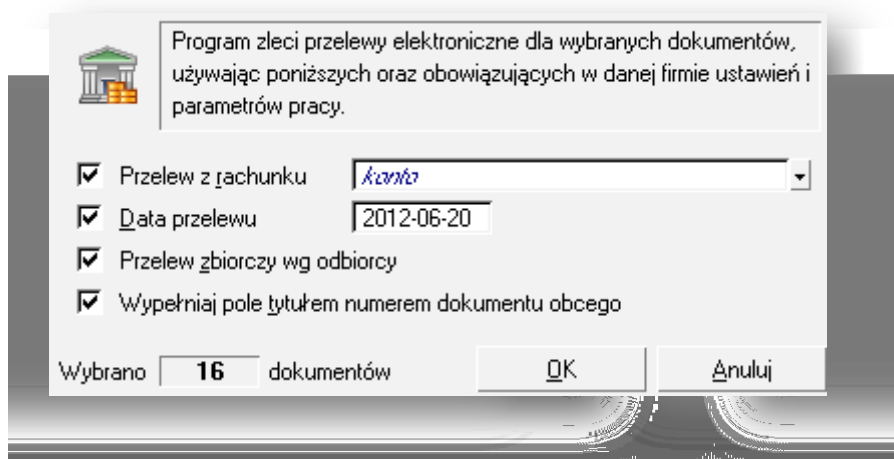 Program zleci przelewy elektroniczne dla wybranych dokumentów,
używając poniższych oraz obowiązujących w danej firmie ustawień i
parametrów pracy.
Przelew z rachunku konto
Data przelewu 2012-06-20
Przelew zbiorczy wg odbiorcy
Wypełniaj pole tytułem numerem dokumentu obcego
Wybrano 16 dokumentów OK Anuluj